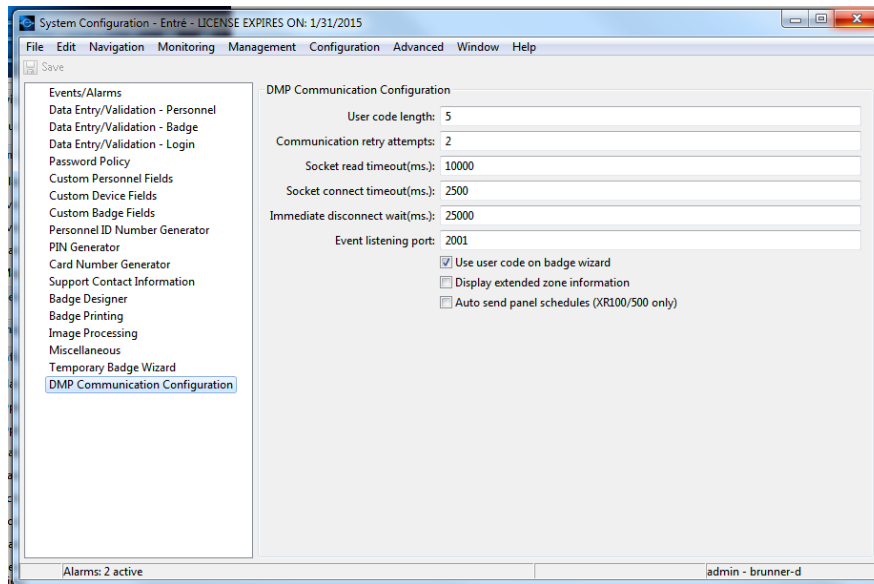 System Configuration - Entré - LICENSE EXPIRES ON: 1/31/2015
File Edit Navigation Monitoring Management Configuration Advanced Window Help
Save
Events/Alarms
Data Entry/Validation - Personnel
Data Entry/Validation - Badge
Data Entry/Validation - Login
Password Policy
Custom Personnel Fields
Custom Device Fields
Custom Badge Fields
Personnel ID Number Generator
PIN Generator
Card Number Generator
Support Contact Information
Badge Designer
Badge Printing
Image Processing
Miscellaneous
Temporary Badge Wizard
DMP Communication Configuration
DMP Communication Configuration
User code length: 5
Communication retry attempts: 2
Socket read timeout(ms.): 10000
Socket connect timeout(ms.): 2500
Immediate disconnect wait(ms.): 25000
Event listening port: 2001
Use user code on badge wizard
Display extended zone information
Auto send panel schedules (XR100/500 only)
Alarms: 2 active
admin - brunner-d